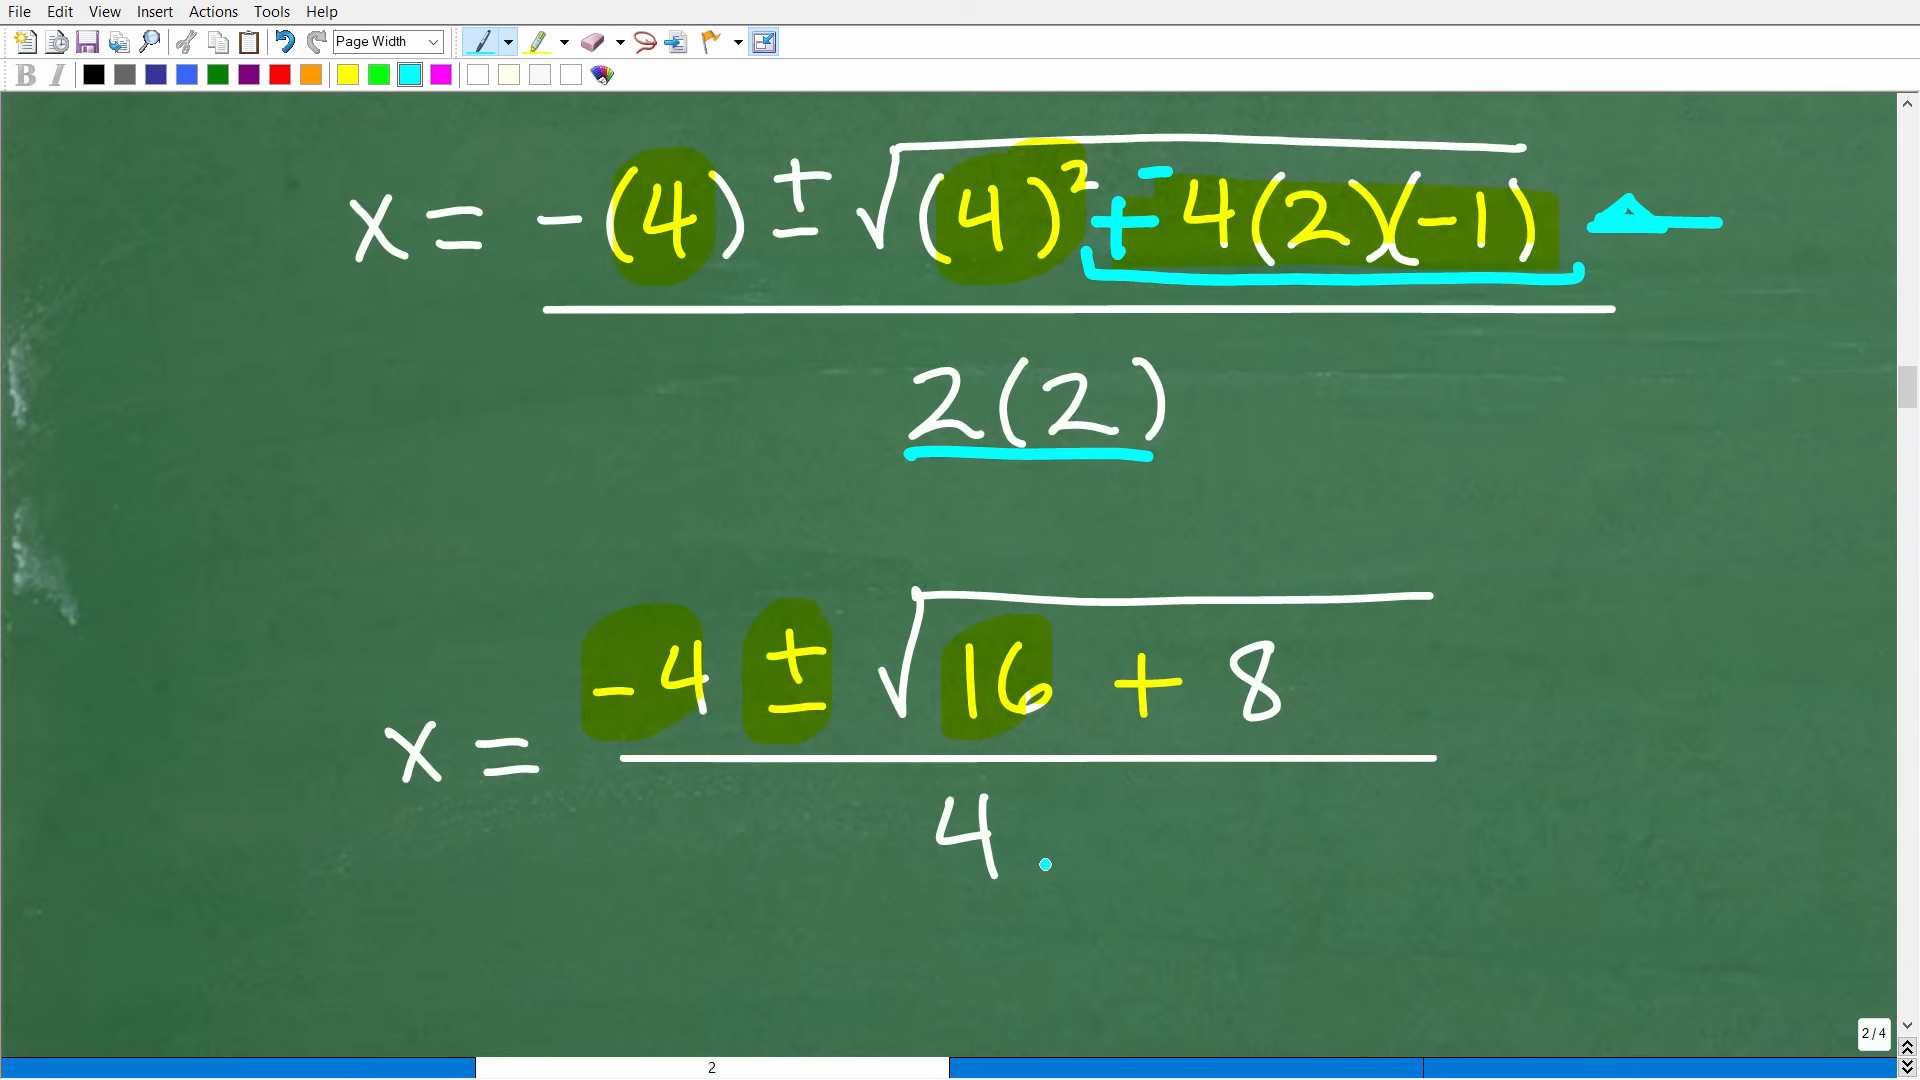 File Edit View Insert Actions Tools Help
Page Width
B I
x = -(4) ± √(4)² + - 4(2)(-1)
2(2)
-4 ± √16 + 8
x =
4
2 / 4
2